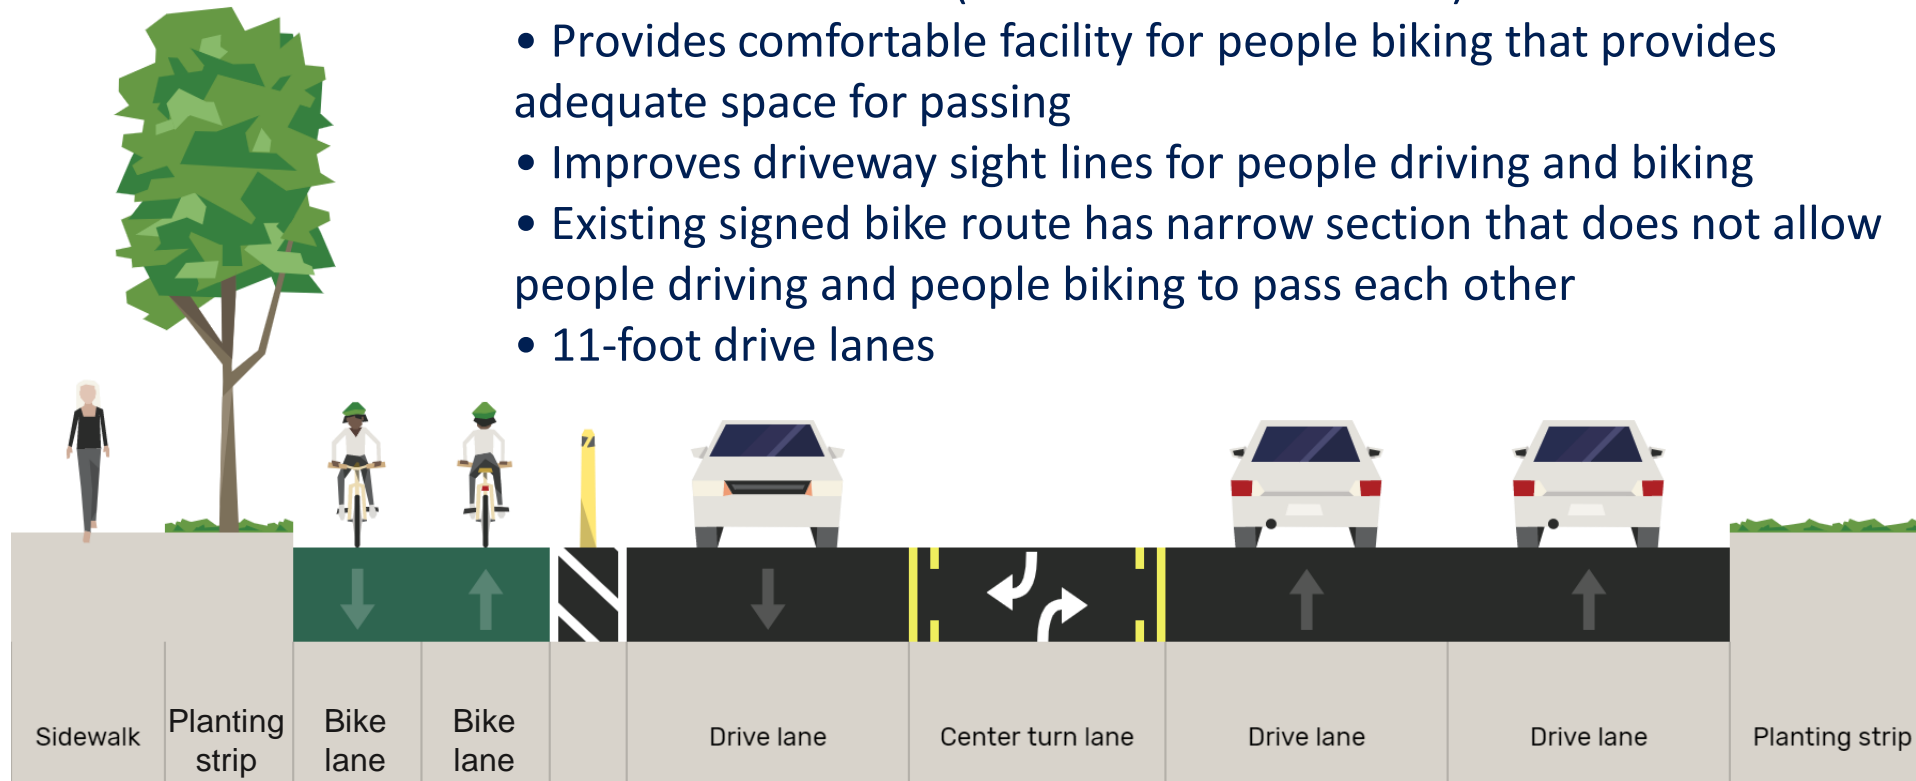 • Provides comfortable facility for people biking that provides
adequate space for passing
• Improves driveway sight lines for people driving and biking
• Existing signed bike route has narrow section that does not allow
people driving and people biking to pass each other
• 11-foot drive lanes
Sidewalk
Planting
strip
Bike
lane
Bike
lane
Drive lane
Center turn lane
Drive lane
Drive lane
Planting strip